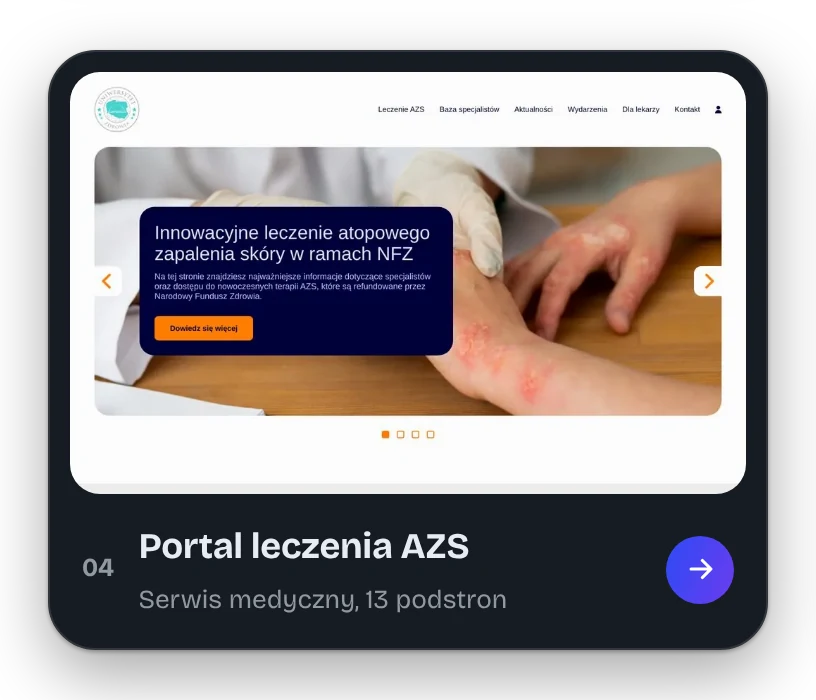 UNIWERSYTET
ZDROWIA
Leczenie AZS Baza specjalistów Aktualności Wydarzenia Dla lekarzy Kontakt
Innowacyjne leczenie atopowego
zapalenia skóry w ramach NFZ
Na tej stronie znajdziesz najważniejsze informacje dotyczące specjalistów
oraz dostępu do nowoczesnych terapii AZS, które są refundowane przez
Narodowy Fundusz Zdrowia.
Dowiedz się więcej
04
Portal leczenia AZS
Serwis medyczny, 13 podstron